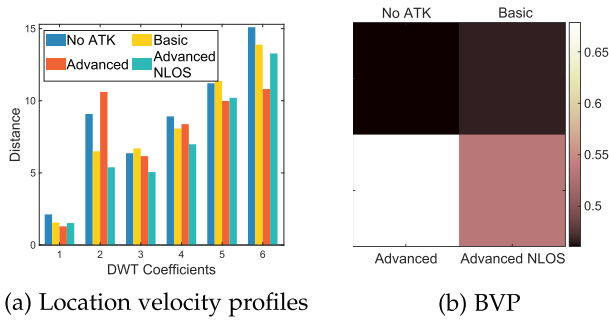 No ATK Basic
Advanced Advanced
NLOS
15
10
5
0
Distance
1 2 3 4 5 6
DWT Coefficients
(a) Location velocity profiles
No ATK Basic
Advanced Advanced NLOS
0.65
0.6
0.55
0.5
(b) BVP